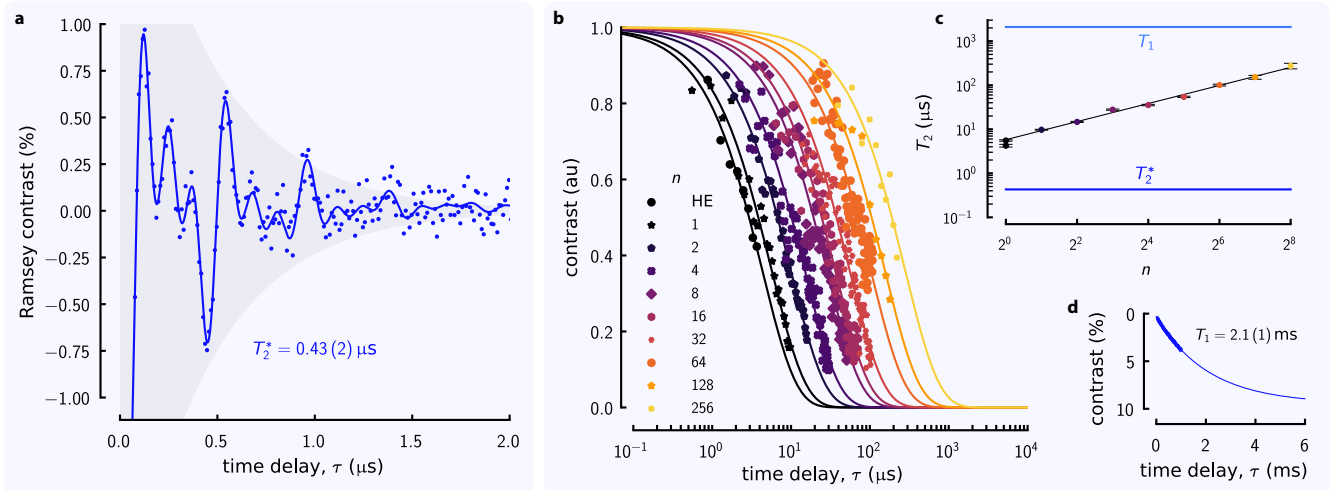 a
Ramsey contrast (%)
1.00
0.75
0.50
0.25
0.00
−0.25
−0.50
−0.75
−1.00
T₂* = 0.43 (2) μs
0.0 0.5 1.0 1.5 2.0
time delay, τ (μs)
b
contrast (au)
1.0
0.8
0.6
0.4
0.2
0.0
n
HE
1
2
4
8
16
32
64
128
256
10⁻¹ 10⁰ 10¹ 10² 10³ 10⁴
time delay, τ (μs)
c
T₂ (μs)
10³
10²
10¹
10⁰
10⁻¹
T₁
T₂*
2⁰ 2² 2⁴ 2⁶ 2⁸
n
d
contrast (%)
0
5
10
T₁ = 2.1 (1) ms
0 2 4 6
time delay, τ (ms)